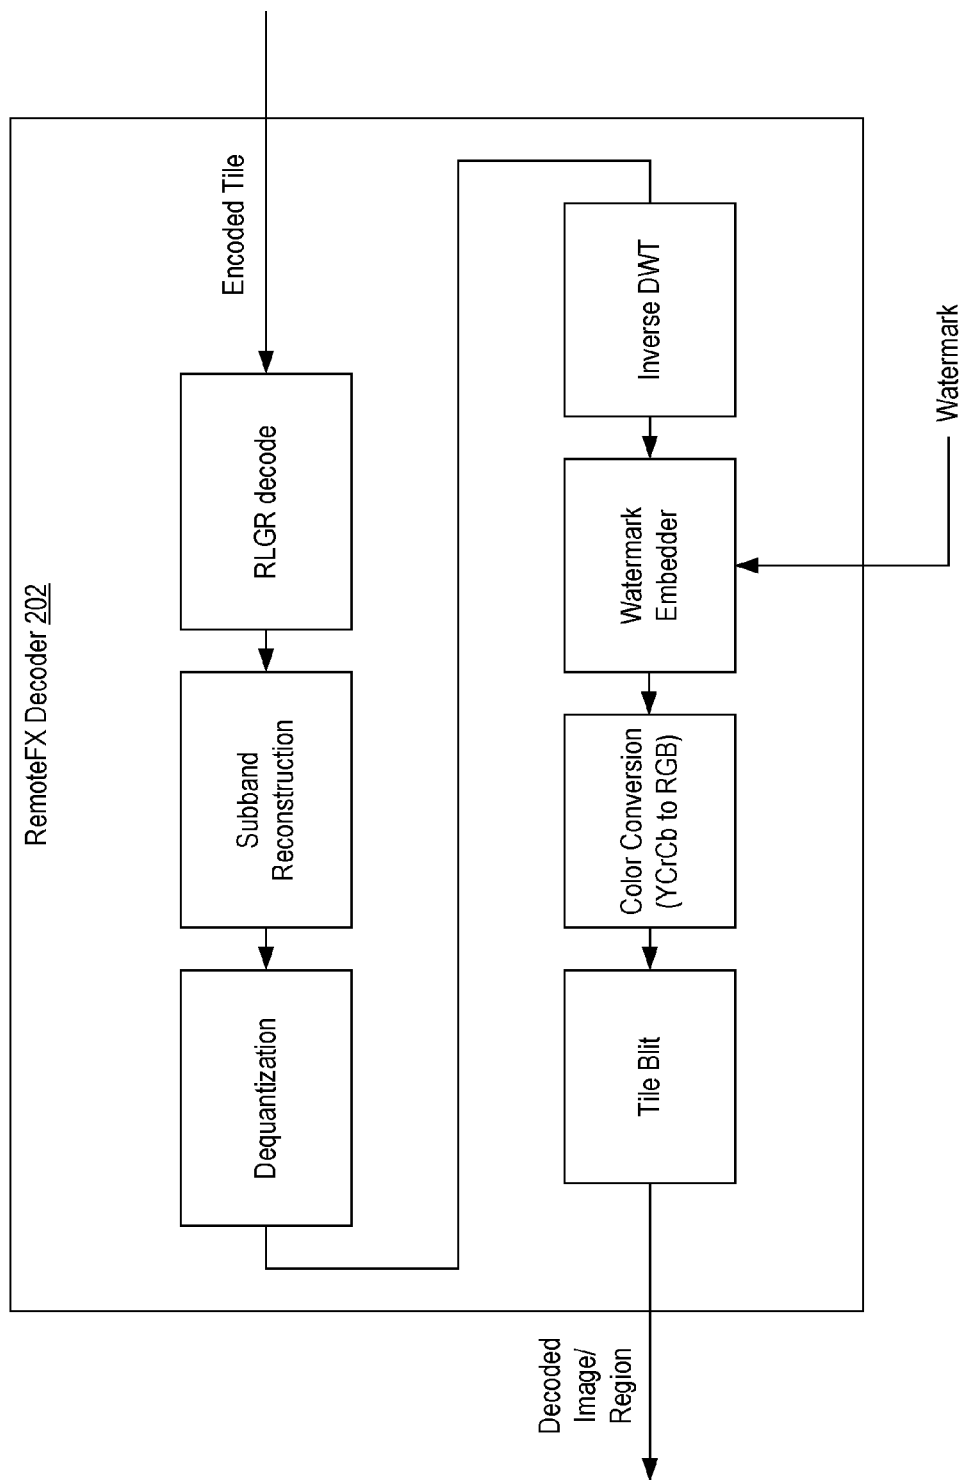 RemoteFX Decoder 202
Encoded Tile
RLGR decode
Subband
Reconstruction
Dequantization
Inverse DWT
Watermark
Embedder
Watermark
Color Conversion
(YCrCb to RGB)
Tile Blit
Decoded
Image/
Region